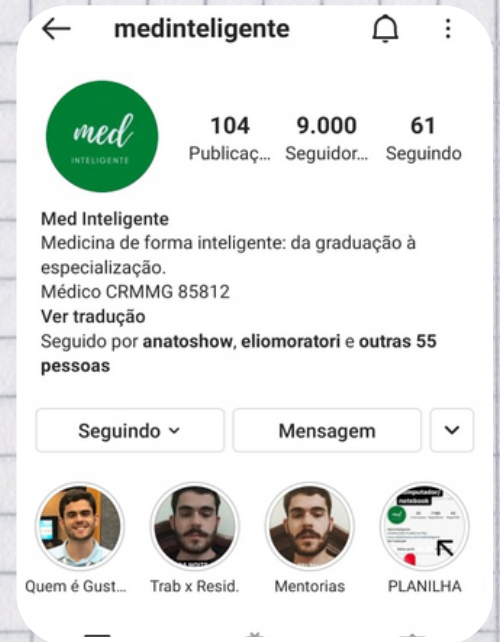 medinteligente
med
INTELIGENTE
104
9.000
61
Publicaç...
Seguidor...
Seguindo
Med Inteligente
Medicina de forma inteligente: da graduação à
especialização.
Médico CRMMG 85812
Ver tradução
Seguido por anatoshow, eliomoratori e outras 55
pessoas
Seguindo
Mensagem
Quem é Gust...
Trab x Resid.
Mentorias
PLANILHA
notebook